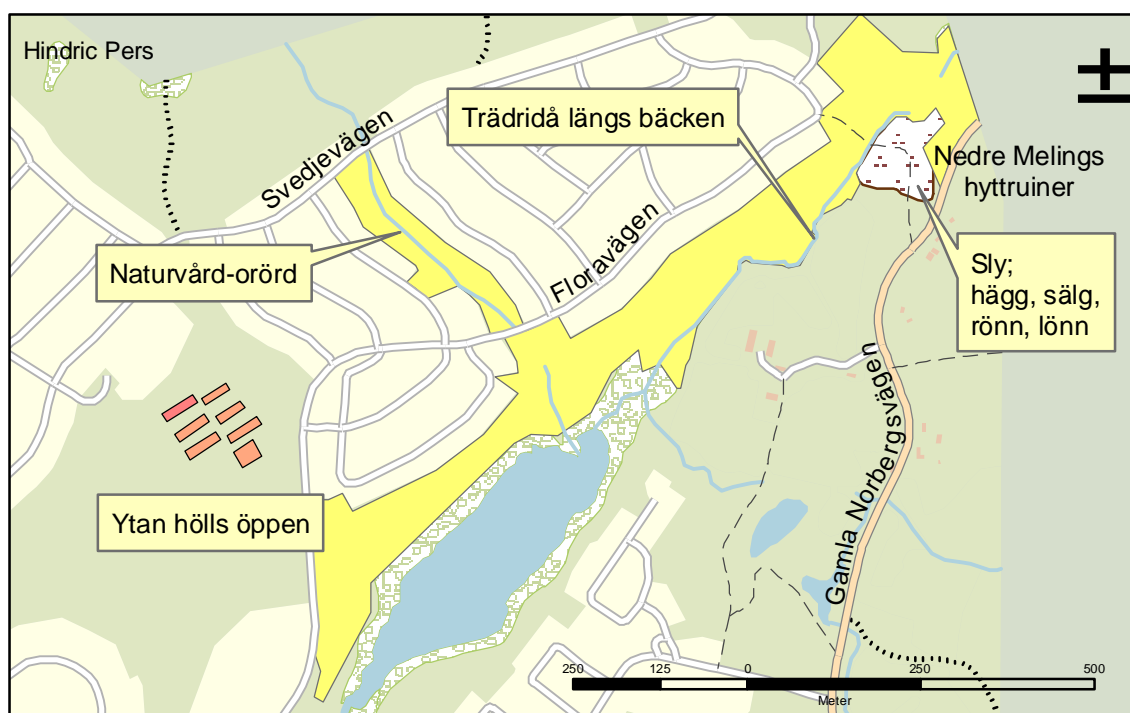 Hindric Pers
Trädridå längs bäcken
Svedjevägen
Nedre Melings
hyttruiner
Floravägen
Naturvård-orörd
Sly;
hägg, sälg,
rönn, lönn
Gamla Norbergsvägen
Ytan hölls öppen
250 125 0 250 500
Meter